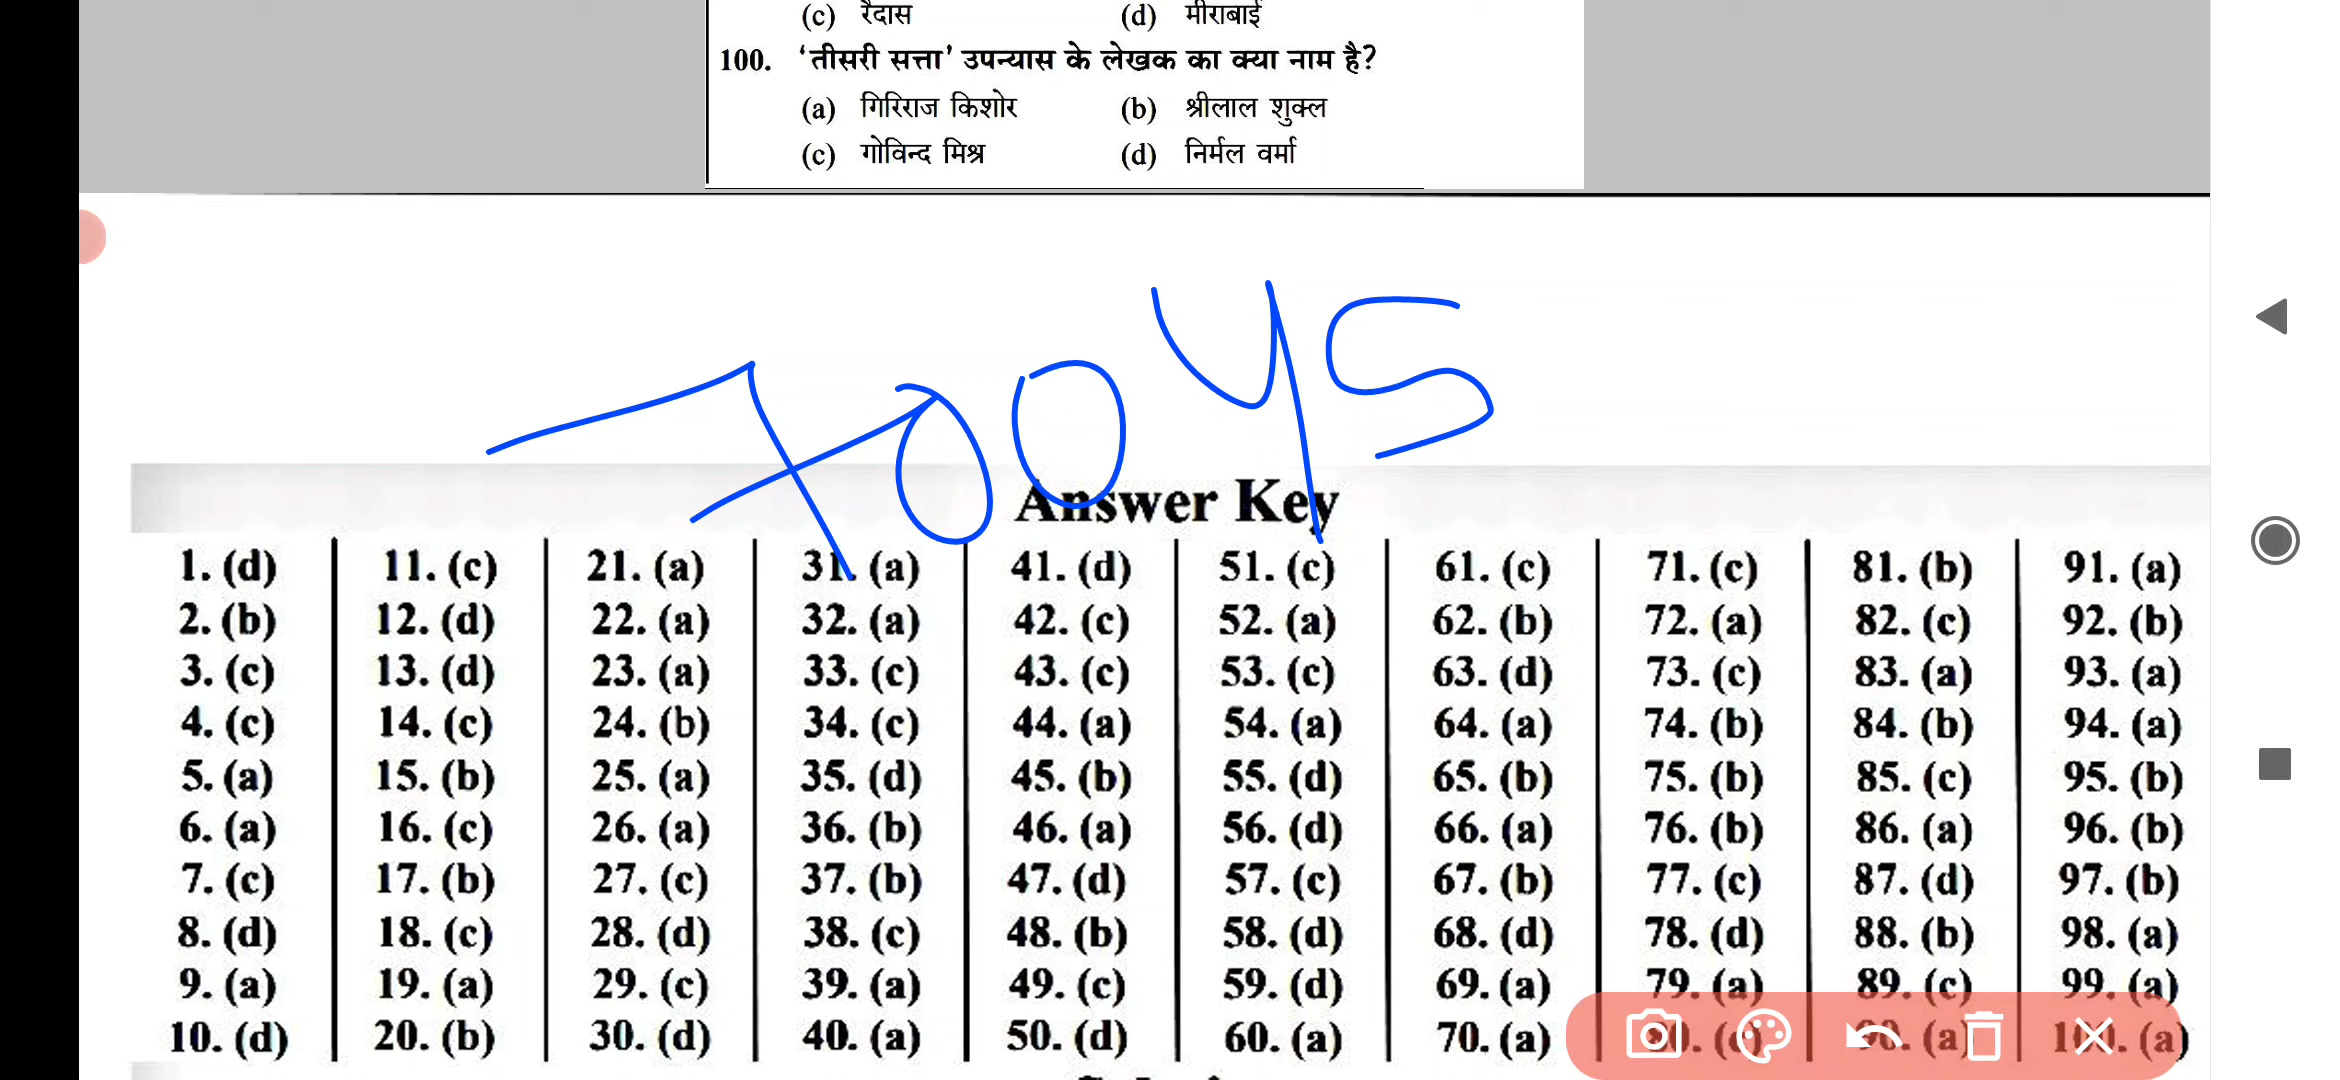 (c) रैदास (d) मीराबाई
100. ‘तीसरी सत्ता’ उपन्यास के लेखक का क्या नाम है?
(a) गिरिराज किशोर (b) श्रीलाल शुक्ल
(c) गोविन्द मिश्र (d) निर्मल वर्मा
70045
Answer Key
1. (d) 11. (c) 21. (a) 31. (a) 41. (d) 51. (c) 61. (c) 71. (c) 81. (b) 91. (a)
2. (b) 12. (d) 22. (a) 32. (a) 42. (c) 52. (a) 62. (b) 72. (a) 82. (c) 92. (b)
3. (c) 13. (d) 23. (a) 33. (c) 43. (c) 53. (c) 63. (d) 73. (c) 83. (a) 93. (a)
4. (c) 14. (c) 24. (b) 34. (c) 44. (a) 54. (a) 64. (a) 74. (b) 84. (b) 94. (a)
5. (a) 15. (b) 25. (a) 35. (d) 45. (b) 55. (d) 65. (b) 75. (b) 85. (c) 95. (b)
6. (a) 16. (c) 26. (a) 36. (b) 46. (a) 56. (d) 66. (a) 76. (b) 86. (a) 96. (b)
7. (c) 17. (b) 27. (c) 37. (b) 47. (d) 57. (c) 67. (b) 77. (c) 87. (d) 97. (b)
8. (d) 18. (c) 28. (d) 38. (c) 48. (b) 58. (d) 68. (d) 78. (d) 88. (b) 98. (a)
9. (a) 19. (a) 29. (c) 39. (a) 49. (c) 59. (d) 69. (a) 79. (a) 89. (c) 99. (a)
10. (d) 20. (b) 30. (d) 40. (a) 50. (d) 60. (a) 70. (a) 80. (c) 90. (a) 100. (a)